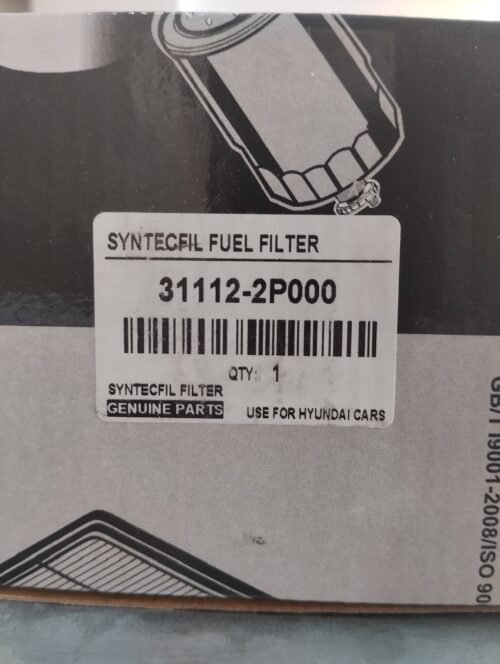 SYNTECFIL FUEL FILTER
31112-2P000
QTY: 1
SYNTECFIL FILTER
GENUINE PARTS
USE FOR HYUNDAI CARS
GB/T19001-2008/ISO 90